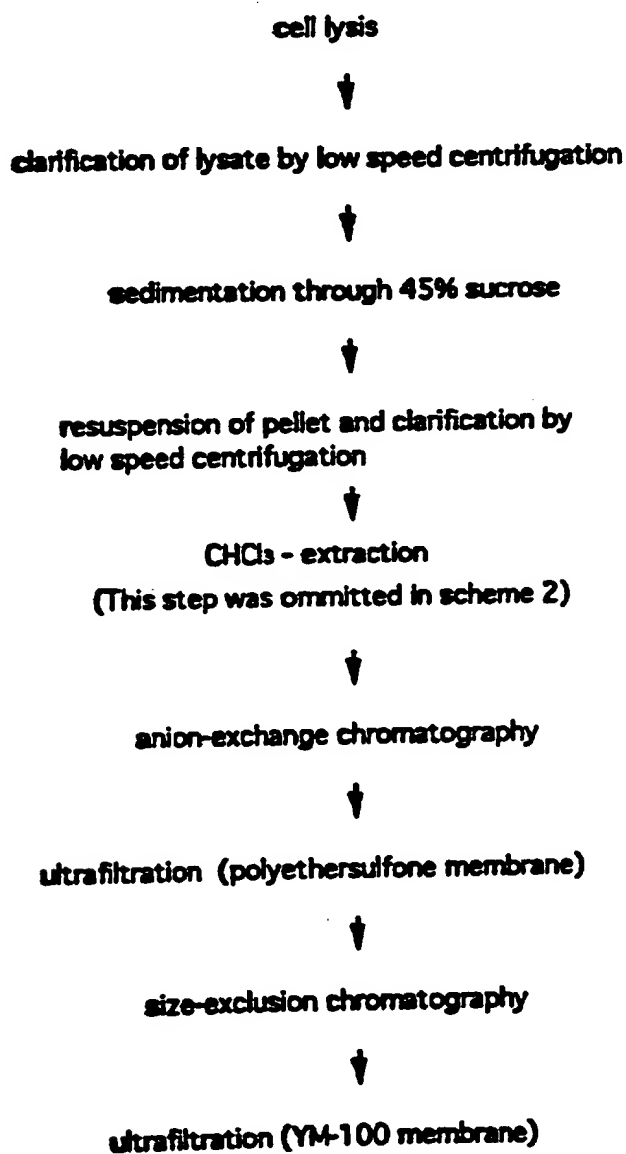 cell lysis
clarification of lysate by low speed centrifugation
sedimentation through 45% sucrose
resuspension of pellet and clarification by
low speed centrifugation
CHCl₃ - extraction
(This step was ommitted in scheme 2)
anion-exchange chromatography
ultrafiltration (polyethersulfone membrane)
size-exclusion chromatography
ultrafiltration (YM-100 membrane)